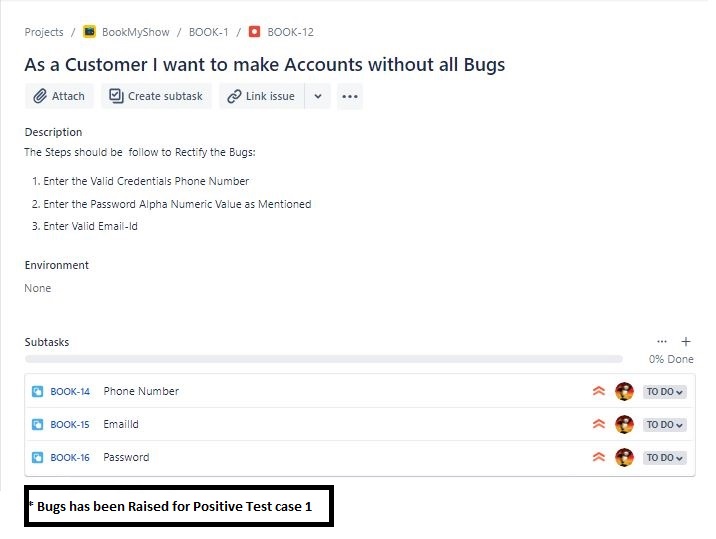 Projects / BookMyShow / BOOK-1 / BOOK-12
As a Customer I want to make Accounts without all Bugs
Attach Create subtask Link issue
Description
The Steps should be follow to Rectify the Bugs:
1. Enter the Valid Credentials Phone Number
2. Enter the Password Alpha Numeric Value as Mentioned
3. Enter Valid Email-Id
Environment
None
Subtasks
0% Done
BOOK-14 Phone Number TO DO
BOOK-15 EmailId TO DO
BOOK-16 Password TO DO
* Bugs has been Raised for Positive Test case 1